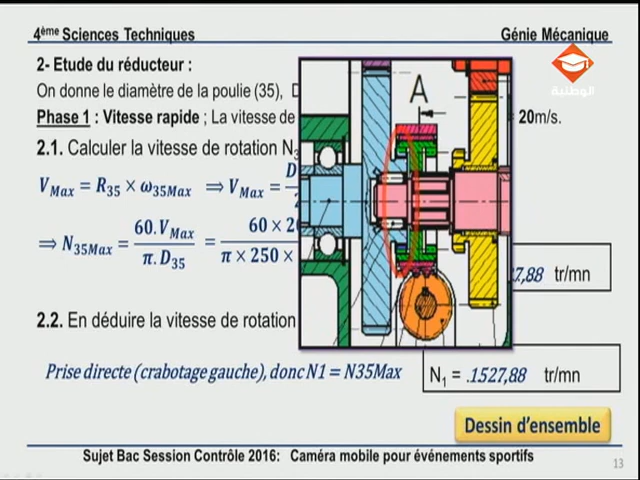 4ème Sciences Techniques
Génie Mécanique
الوطنية
2- Etude du réducteur :
On donne le diamètre de la poulie (35),
Phase 1 : Vitesse rapide ; La vitesse de = 20m/s.
2.1. Calculer la vitesse de rotation N3
V_Max = R_35 × ω_35Max ⇒ V_Max =
⇒ N_35Max = 60.V_Max / π.D_35 = 60 × 2 / π × 250 ×
7,88 tr/mn
A
2.2. En déduire la vitesse de rotation
Prise directe (crabotage gauche), donc N1 = N35Max
N1 = .1527,88 tr/mn
Dessin d'ensemble
Sujet Bac Session Contrôle 2016: Caméra mobile pour événements sportifs
13